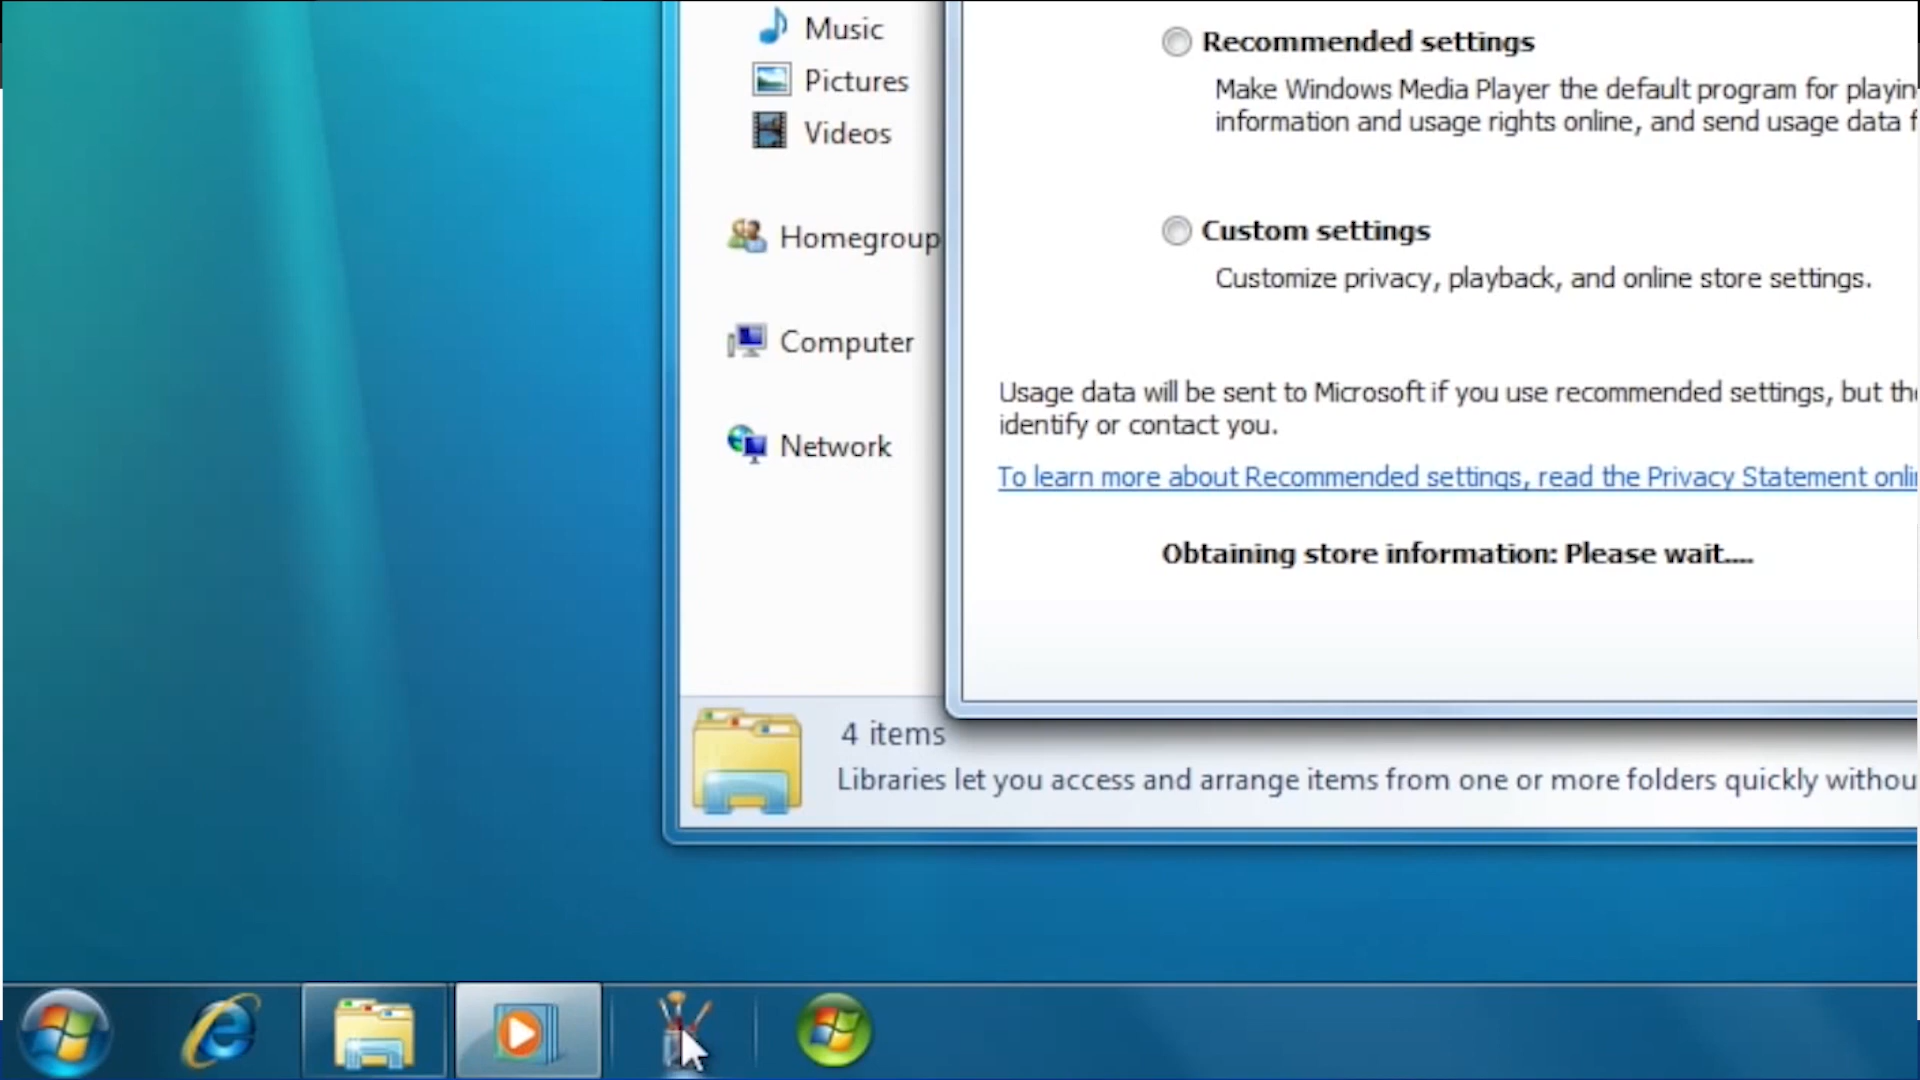 Music
Pictures
Videos
Homegroup
Computer
Network
Recommended settings
Make Windows Media Player the default program for playin
information and usage rights online, and send usage data f
Custom settings
Customize privacy, playback, and online store settings.
Usage data will be sent to Microsoft if you use recommended settings, but the
identify or contact you.
To learn more about Recommended settings, read the Privacy Statement onli
Obtaining store information: Please wait....
4 items
Libraries let you access and arrange items from one or more folders quickly withou